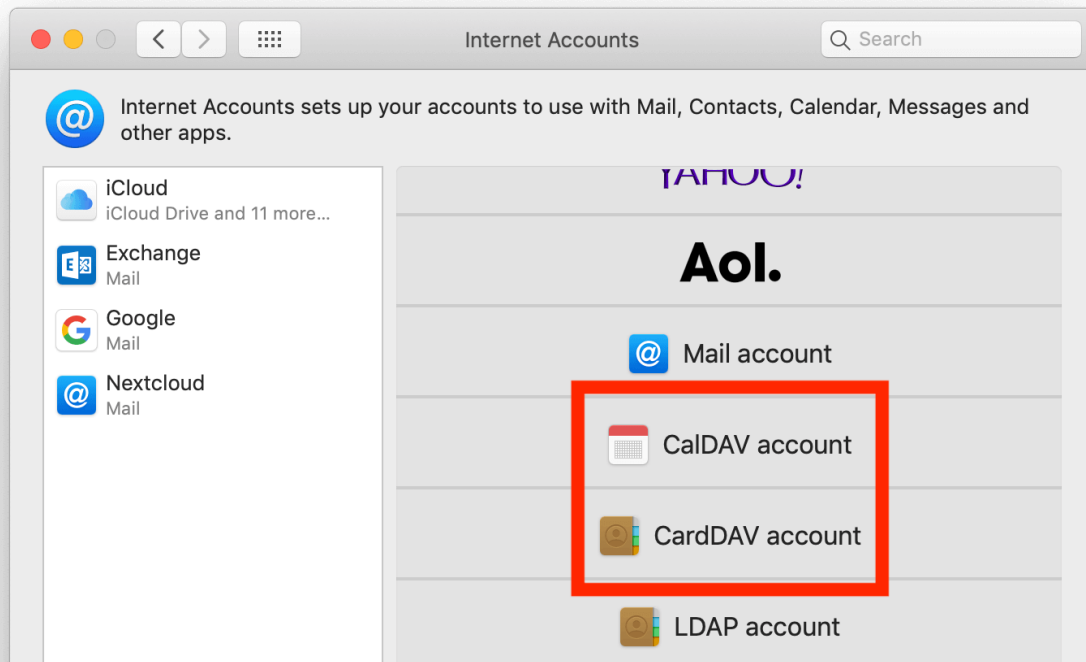 Internet Accounts
Search
Internet Accounts sets up your accounts to use with Mail, Contacts, Calendar, Messages and
other apps.
iCloud
iCloud Drive and 11 more...
Exchange
Mail
Google
Mail
Nextcloud
Mail
YAHOO!
Aol.
Mail account
CalDAV account
CardDAV account
LDAP account